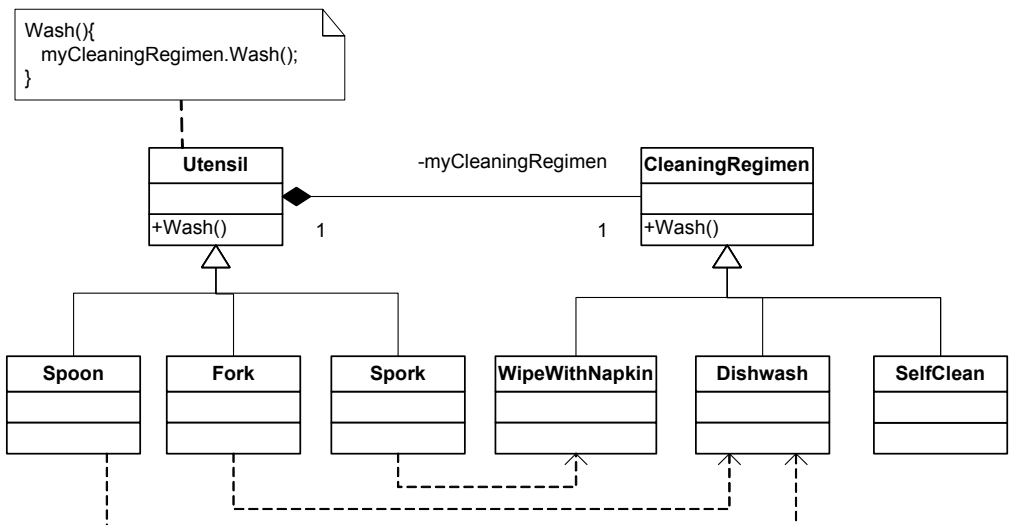 Wash(){
myCleaningRegimen.Wash();
}
Utensil
-myCleaningRegimen
CleaningRegimen
+Wash()
1
1
+Wash()
Spoon
Fork
Spork
WipeWithNapkin
Dishwash
SelfClean